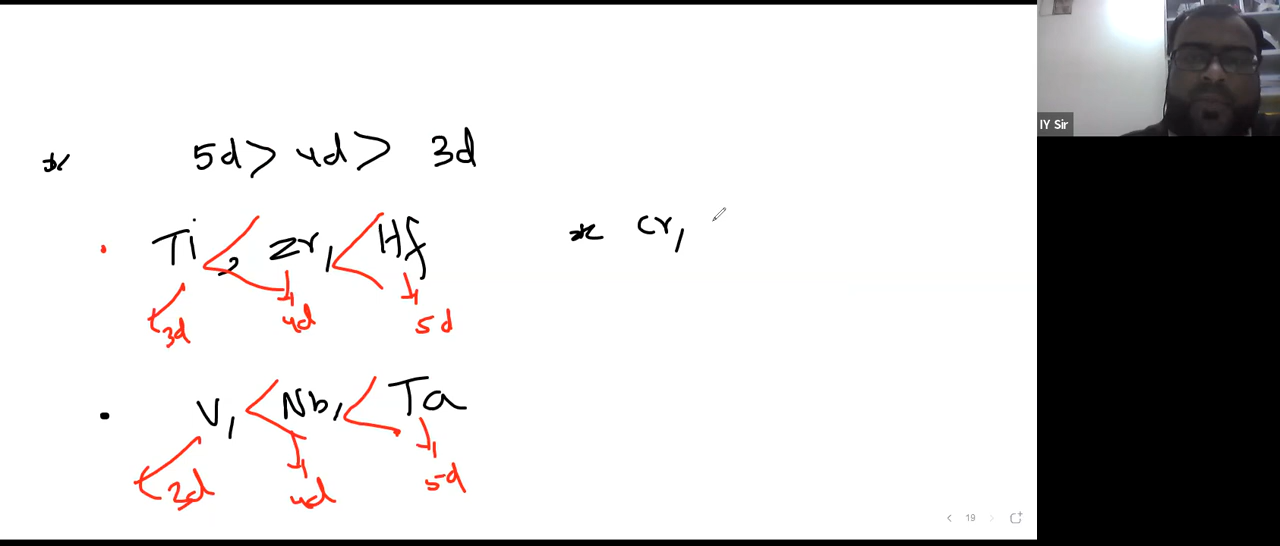 * 5d > 4d > 3d
• Ti, < Zr, < Hf
3d 4d 5d
• V, < Nb, < Ta
3d 4d 5d
* Cr,
IY Sir
19